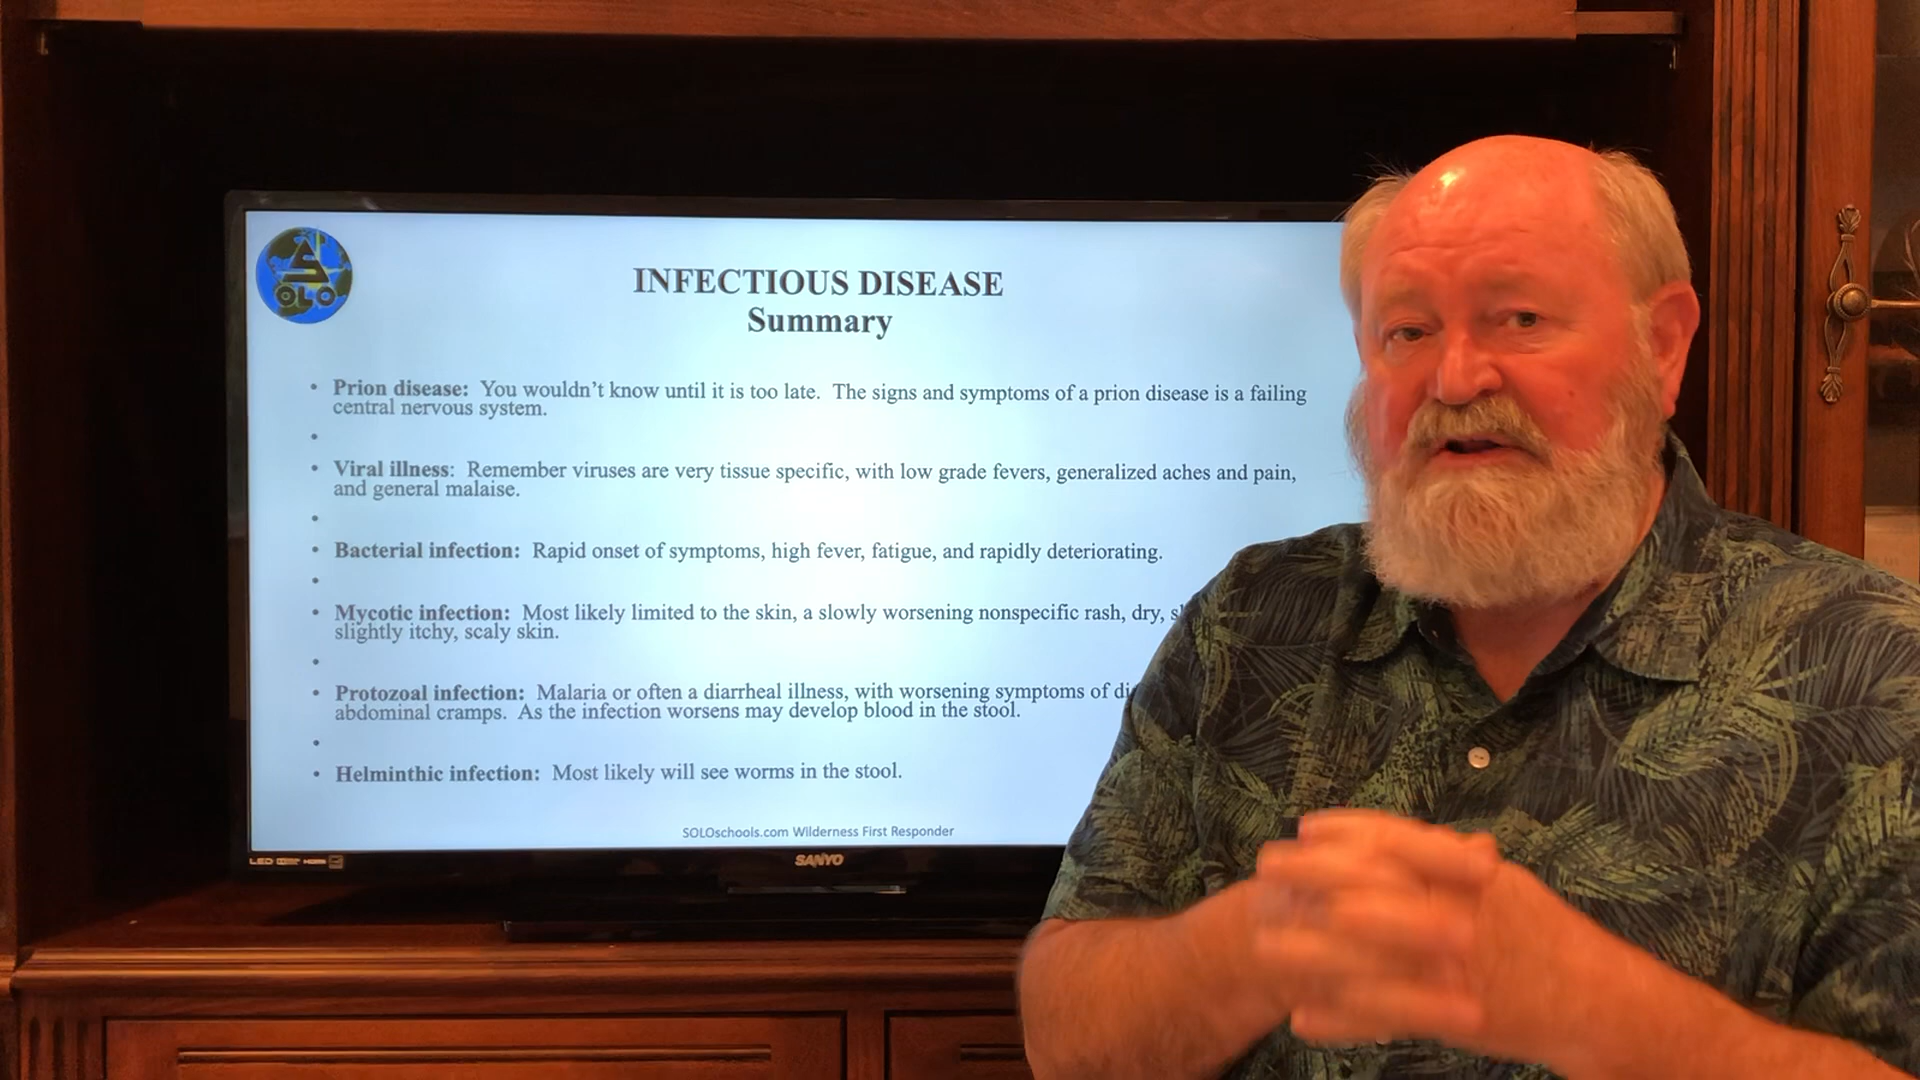 SOLO
INFECTIOUS DISEASE
Summary
• Prion disease: You wouldn't know until it is too late. The signs and symptoms of a prion disease is a failing
central nervous system.
•
• Viral illness: Remember viruses are very tissue specific, with low grade fevers, generalized aches and pain,
and general malaise.
•
• Bacterial infection: Rapid onset of symptoms, high fever, fatigue, and rapidly deteriorating.
•
• Mycotic infection: Most likely limited to the skin, a slowly worsening nonspecific rash, dry,
slightly itchy, scaly skin.
•
• Protozoal infection: Malaria or often a diarrheal illness, with worsening symptoms of
abdominal cramps. As the infection worsens may develop blood in the stool.
•
• Helminthic infection: Most likely will see worms in the stool.
SOLOschools.com Wilderness First Responder
LED HDMI
SANYO